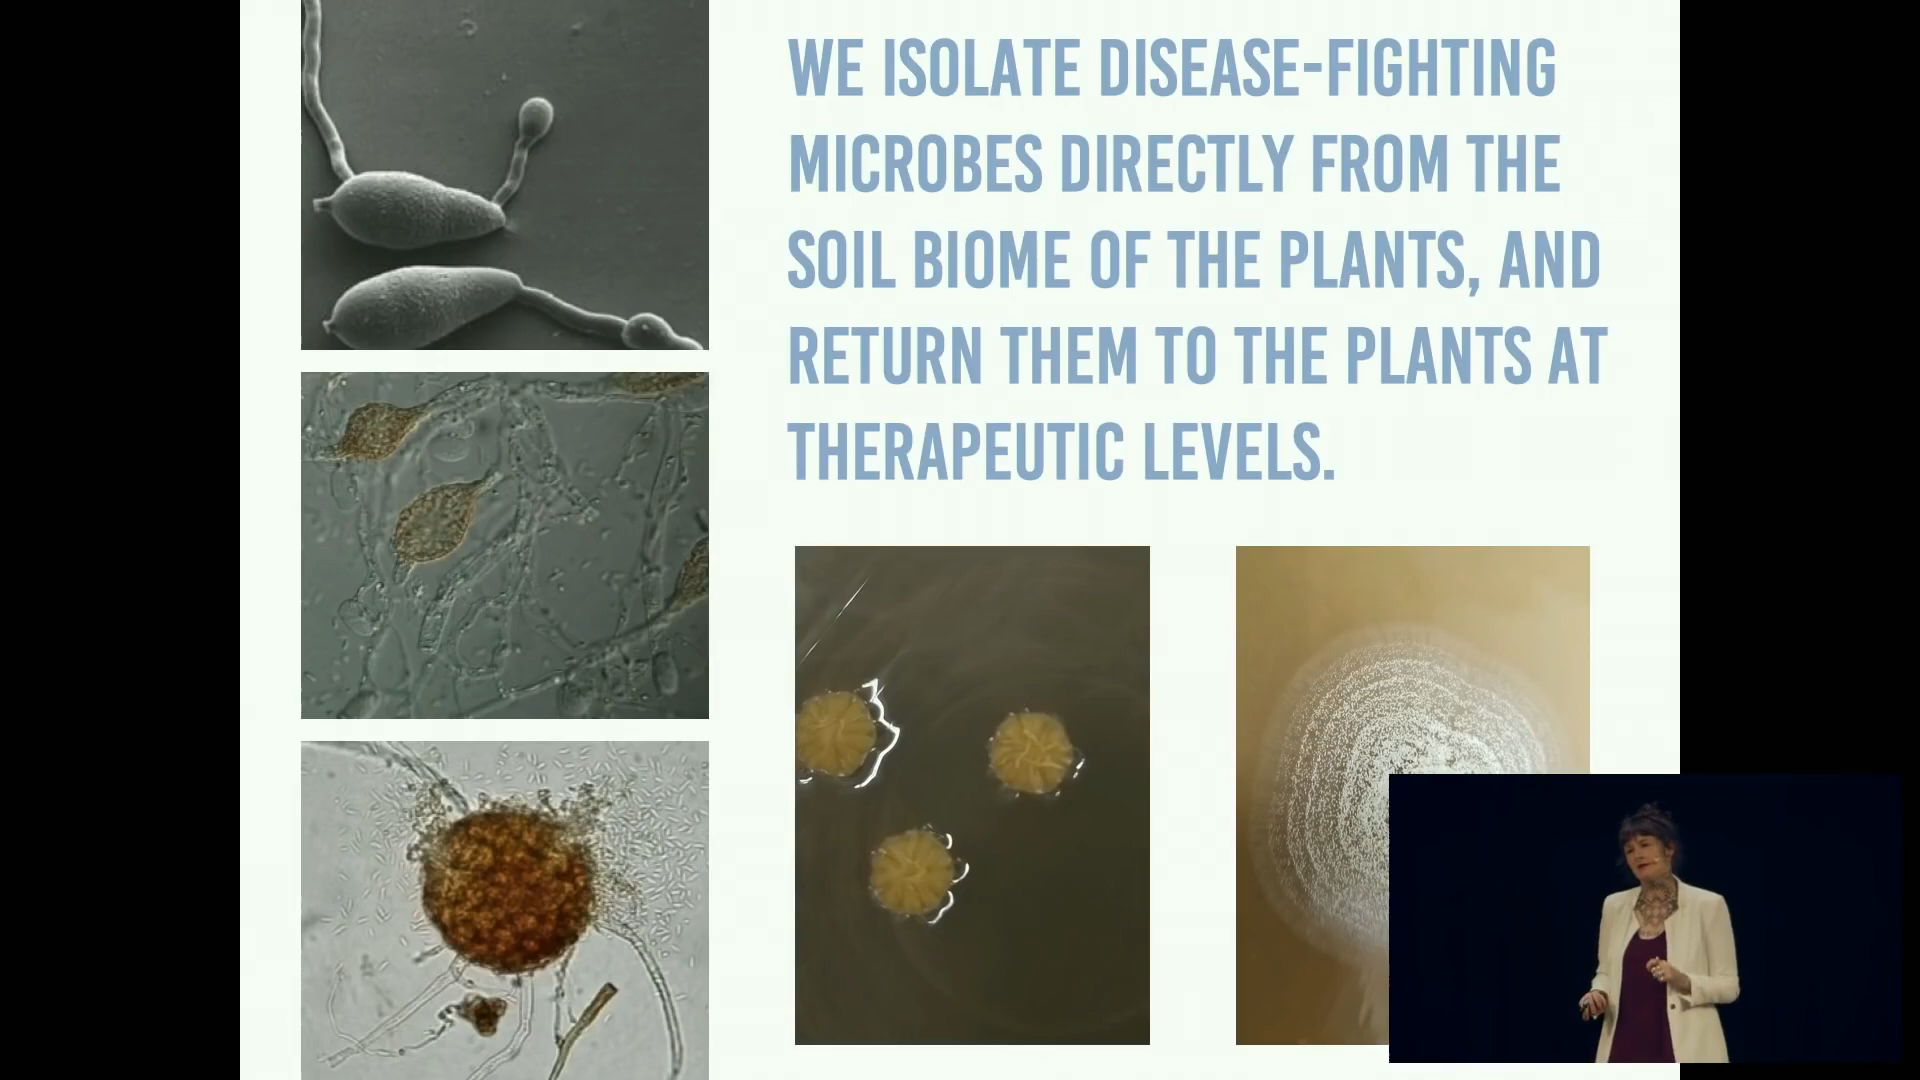 WE ISOLATE DISEASE-FIGHTING
MICROBES DIRECTLY FROM THE
SOIL BIOME OF THE PLANTS, AND
RETURN THEM TO THE PLANTS AT
THERAPEUTIC LEVELS.